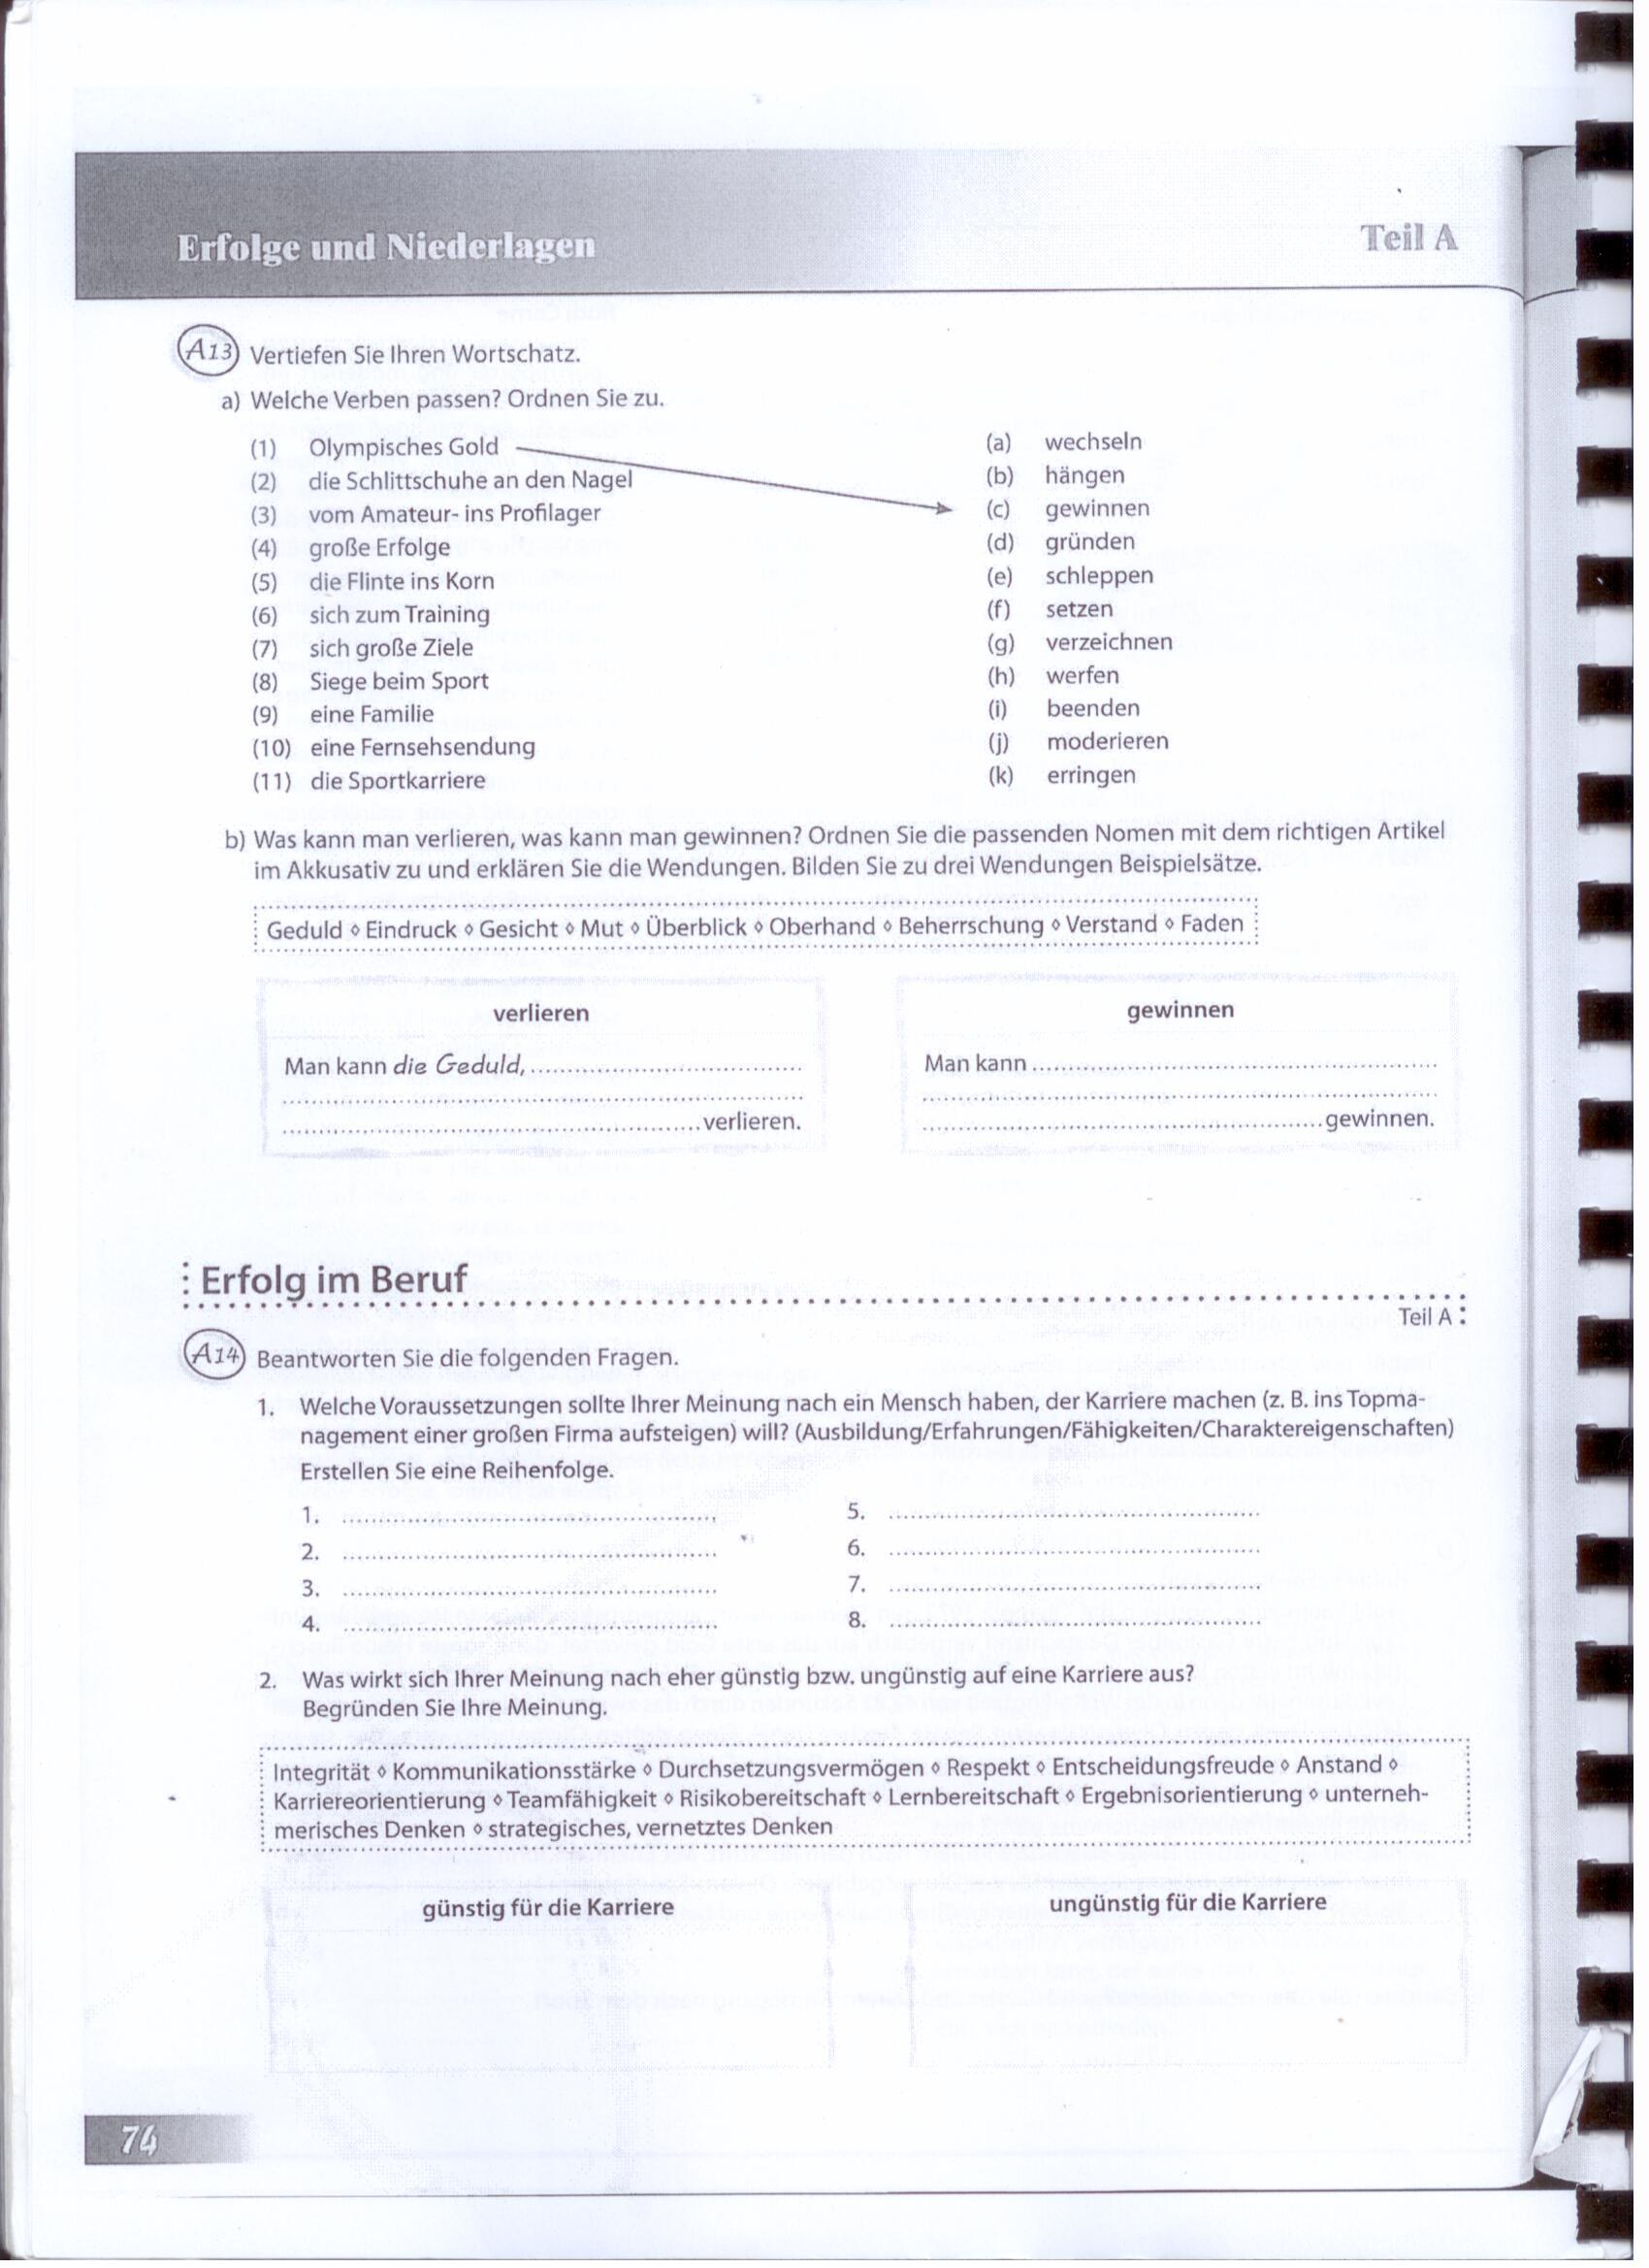 Erfolge und Niederlagen Teil A
A13 Vertiefen Sie Ihren Wortschatz.
a) Welche Verben passen? Ordnen Sie zu.
(1) Olympisches Gold (a) wechseln
(2) die Schlittschuhe an den Nagel (b) hängen
(3) vom Amateur- ins Profilager (c) gewinnen
(4) große Erfolge (d) gründen
(5) die Flinte ins Korn (e) schleppen
(6) sich zum Training (f) setzen
(7) sich große Ziele (g) verzeichnen
(8) Siege beim Sport (h) werfen
(9) eine Familie (i) beenden
(10) eine Fernsehsendung (j) moderieren
(11) die Sportkarriere (k) erringen
b) Was kann man verlieren, was kann man gewinnen? Ordnen Sie die passenden Nomen mit dem richtigen Artikel
im Akkusativ zu und erklären Sie die Wendungen. Bilden Sie zu drei Wendungen Beispielsätze.
Geduld ◊ Eindruck ◊ Gesicht ◊ Mut ◊ Überblick ◊ Oberhand ◊ Beherrschung ◊ Verstand ◊ Faden
verlieren gewinnen
Man kann die Geduld, Man kann
verlieren. gewinnen.
Erfolg im Beruf
Teil A
A14 Beantworten Sie die folgenden Fragen.
1. Welche Voraussetzungen sollte Ihrer Meinung nach ein Mensch haben, der Karriere machen (z. B. ins Topma-
nagement einer großen Firma aufsteigen) will? (Ausbildung/Erfahrungen/Fähigkeiten/Charaktereigenschaften)
Erstellen Sie eine Reihenfolge.
1. 5.
2. 6.
3. 7.
4. 8.
2. Was wirkt sich Ihrer Meinung nach eher günstig bzw. ungünstig auf eine Karriere aus?
Begründen Sie Ihre Meinung.
Integrität ◊ Kommunikationsstärke ◊ Durchsetzungsvermögen ◊ Respekt ◊ Entscheidungsfreude ◊ Anstand ◊
Karriereorientierung ◊ Teamfähigkeit ◊ Risikobereitschaft ◊ Lernbereitschaft ◊ Ergebnisorientierung ◊ unterneh-
merisches Denken ◊ strategisches, vernetztes Denken
günstig für die Karriere ungünstig für die Karriere
74